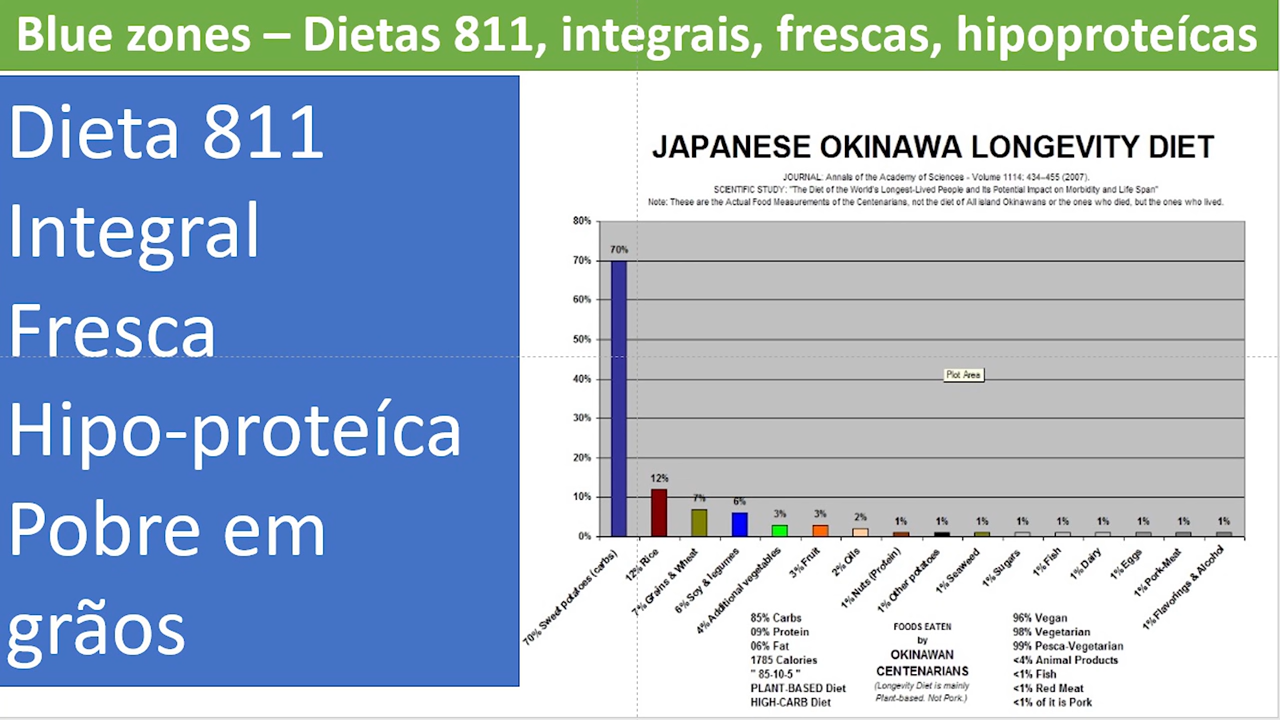 Blue zones – Dietas 811, integrais, frescas, hipoproteícas
Dieta 811
Integral
Fresca
Hipo-proteíca
Pobre em
grãos
JAPANESE OKINAWA LONGEVITY DIET
JOURNAL: Annals of the Academy of Sciences - Volume 1114; 434–455 (2007).
SCIENTIFIC STUDY: "The Diet of the World's Longest-Lived People and Its Potential Impact on Morbidity and Life Span"
Note: These are the Actual Food Measurements of the Centenarians, not the diet of All island Okinawans or the ones who died, but the ones who lived.
80%
70%
60%
50%
40%
30%
20%
10%
0%
70%
12%
7%
6%
3%
3%
2%
1%
1%
1%
1%
1%
1%
1%
1%
1%
Plot Area
70% Sweet Potatoes (carbs)
12% Rice
7% Grains & Wheat
6% Soy & legumes
4% Additional vegetables
3% Fruit
2% Oils
1% Nuts (Protein)
1% Other potatoes
1% Seaweed
1% Sugars
1% Fish
1% Dairy
1% Eggs
1% Pork-Meat
1% Flavorings & Alcohol
85% Carbs
09% Protein
06% Fat
1785 Calories
" 85-10-5 "
PLANT-BASED Diet
HIGH-CARB Diet
FOODS EATEN
by
OKINAWAN
CENTENARIANS
(Longevity Diet is mainly
Plant-based. Not Pork.)
96% Vegan
98% Vegetarian
99% Pesca-Vegetarian
<4% Animal Products
<1% Fish
<1% Red Meat
<1% of it is Pork